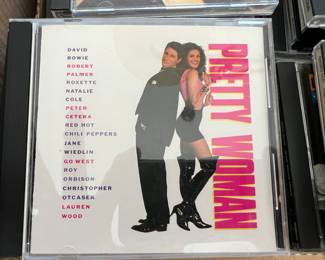 DAVID
BOWIE
ROBERT
PALMER
ROXETTE
NATALIE
COLE
PETER
CETERA
RED HOT
CHILI PEPPERS
JANE
WIEDLIN
GO WEST
ROY
ORBISON
CHRISTOPHER
OTCASEK
LAUREN
WOOD
PRETTY WOMAN